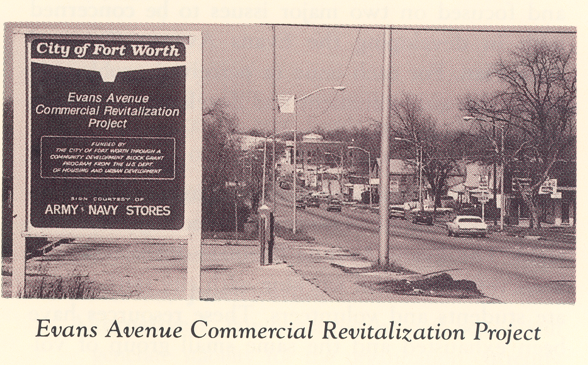 City of Fort Worth
Evans Avenue
Commercial Revitalization
Project
FUNDED BY
THE CITY OF FORT WORTH THROUGH A
COMMUNITY DEVELOPMENT BLOCK GRANT
PROGRAM FROM THE U.S. DEPT.
OF HOUSING AND URBAN DEVELOPMENT
SIGN COURTESY OF
ARMY NAVY STORES
Evans Avenue Commercial Revitalization Project